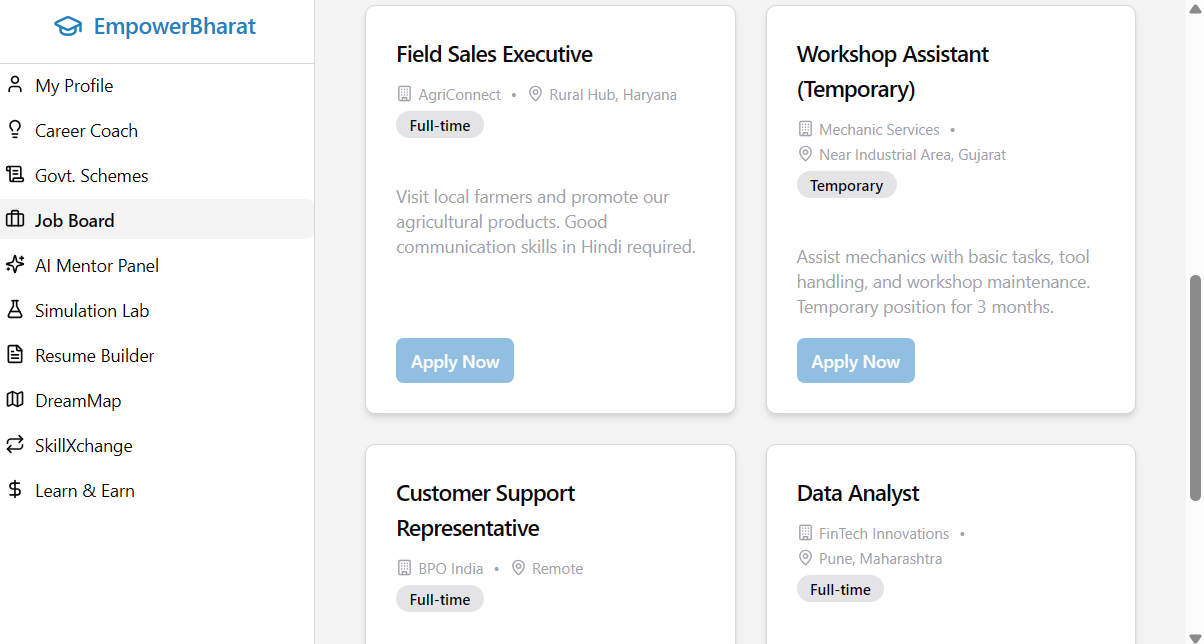 EmpowerBharat
My Profile
Career Coach
Govt. Schemes
Job Board
AI Mentor Panel
Simulation Lab
Resume Builder
DreamMap
SkillXchange
Learn & Earn
Field Sales Executive
AgriConnect • Rural Hub, Haryana
Full-time
Visit local farmers and promote our
agricultural products. Good
communication skills in Hindi required.
Apply Now
Workshop Assistant
(Temporary)
Mechanic Services •
Near Industrial Area, Gujarat
Temporary
Assist mechanics with basic tasks, tool
handling, and workshop maintenance.
Temporary position for 3 months.
Apply Now
Customer Support
Representative
BPO India • Remote
Full-time
Data Analyst
FinTech Innovations •
Pune, Maharashtra
Full-time